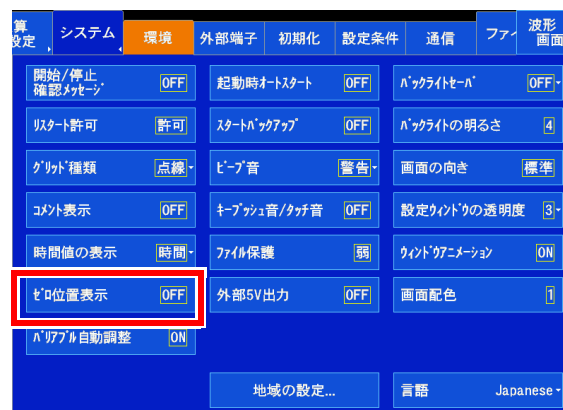 算
設定
システム
環境
外部端子
初期化
設定条件
通信
ファイ
波形
画面
開始/停止
確認ﾒｯｾｰｼﾞ
OFF
起動時ｵｰﾄｽﾀｰﾄ
OFF
ﾊﾞｯｸﾗｲﾄｾｰﾊﾞ
OFF
ﾘｽﾀｰﾄ許可
許可
ｽﾀｰﾄﾊﾞｯｸｱｯﾌﾟ
OFF
ﾊﾞｯｸﾗｲﾄの明るさ
4
ｸﾞﾘｯﾄﾞ種類
点線
ﾋﾞｰﾌﾟ音
警告
画面の向き
標準
ｺﾒﾝﾄ表示
OFF
ｷｰﾌﾟｯｼｭ音/ﾀｯﾁ音
OFF
設定ｳｨﾝﾄﾞｳの透明度
3
時間値の表示
時間
ﾌｧｲﾙ保護
弱
ｳｨﾝﾄﾞｳｱﾆﾒｰｼｮﾝ
ON
ｾﾞﾛ位置表示
OFF
外部5V出力
OFF
画面配色
1
ﾊﾞﾘｱﾌﾞﾙ自動調整
ON
地域の設定...
言語
Japanese